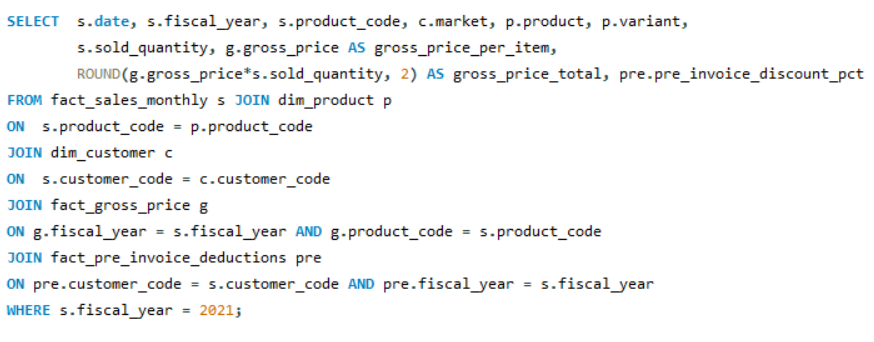 SELECT  s.date, s.fiscal_year, s.product_code, c.market, p.product, p.variant,
        s.sold_quantity, g.gross_price AS gross_price_per_item,
        ROUND(g.gross_price*s.sold_quantity, 2) AS gross_price_total, pre.pre_invoice_discount_pct
FROM fact_sales_monthly s JOIN dim_product p
ON  s.product_code = p.product_code
JOIN dim_customer c
ON  s.customer_code = c.customer_code
JOIN fact_gross_price g
ON g.fiscal_year = s.fiscal_year AND g.product_code = s.product_code
JOIN fact_pre_invoice_deductions pre
ON pre.customer_code = s.customer_code AND pre.fiscal_year = s.fiscal_year
WHERE s.fiscal_year = 2021;